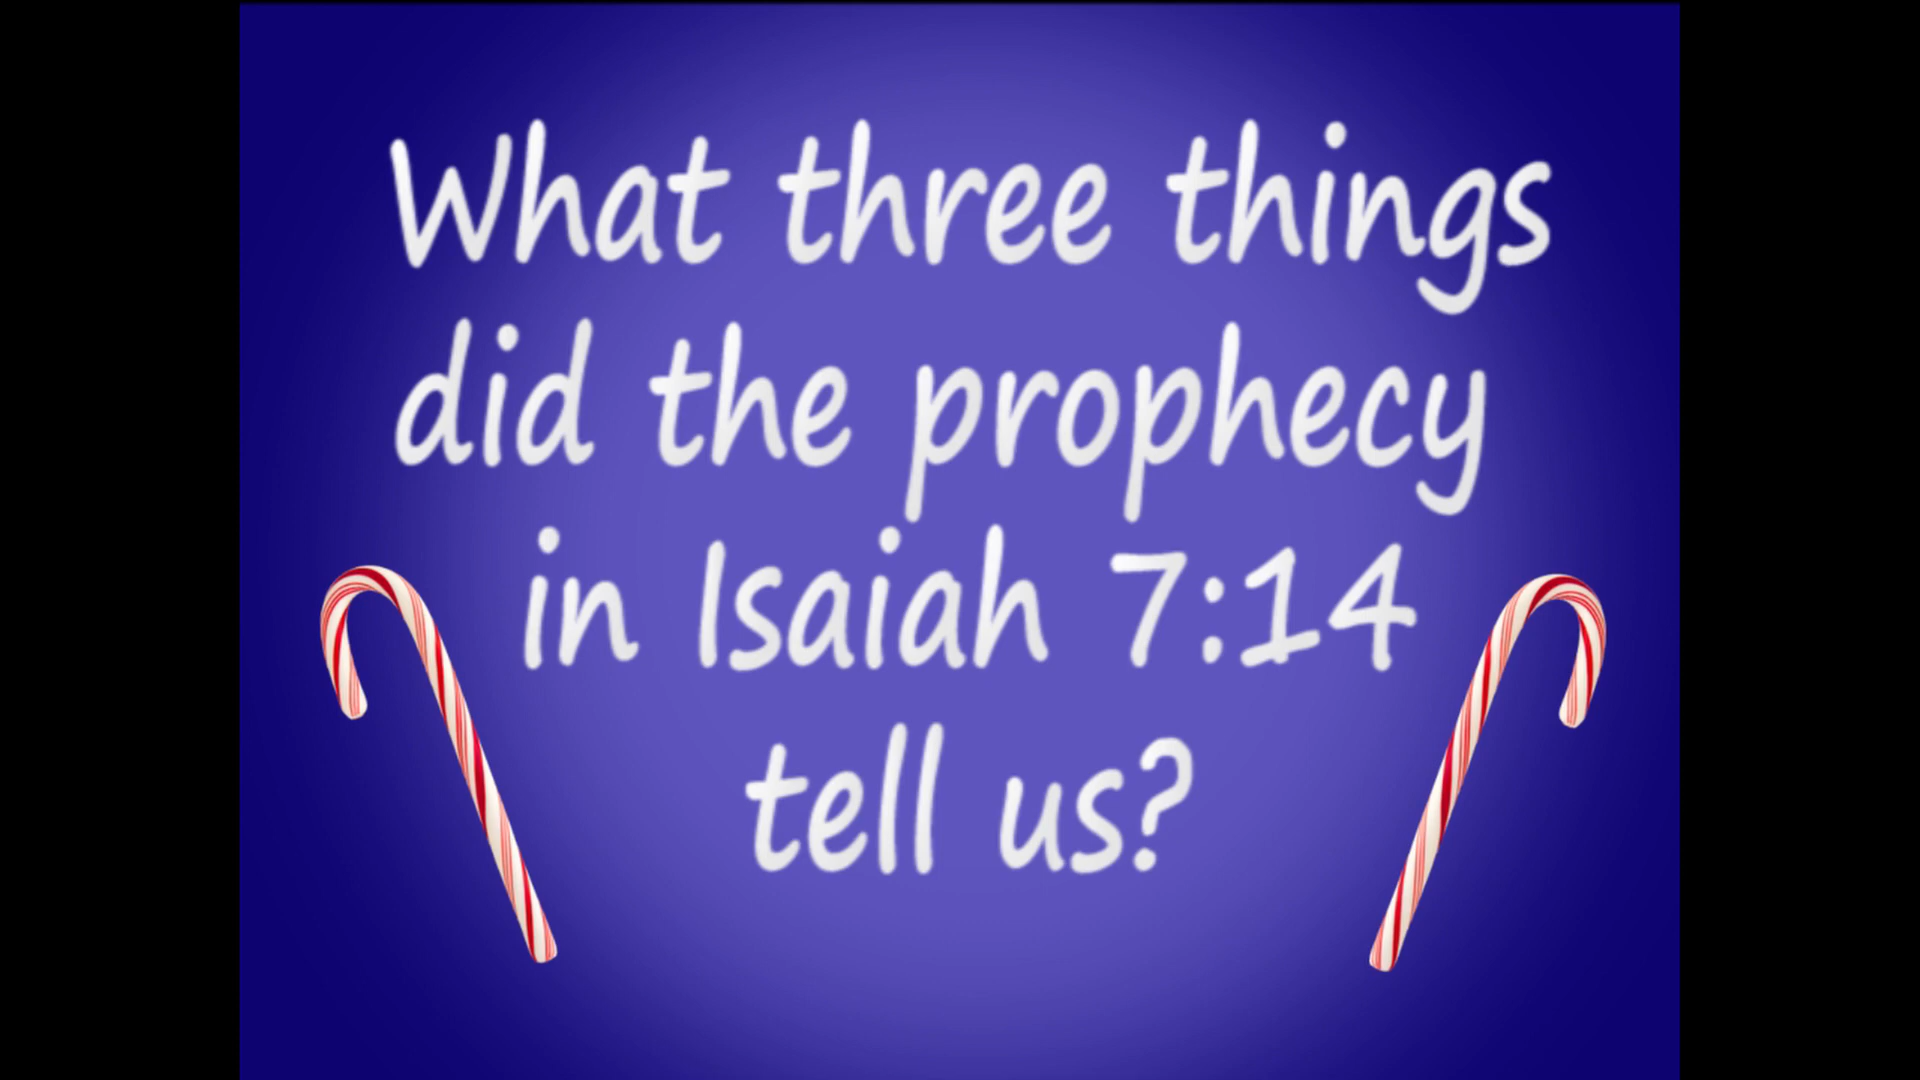 What three things
did the prophecy
in Isaiah 7:14
tell us?